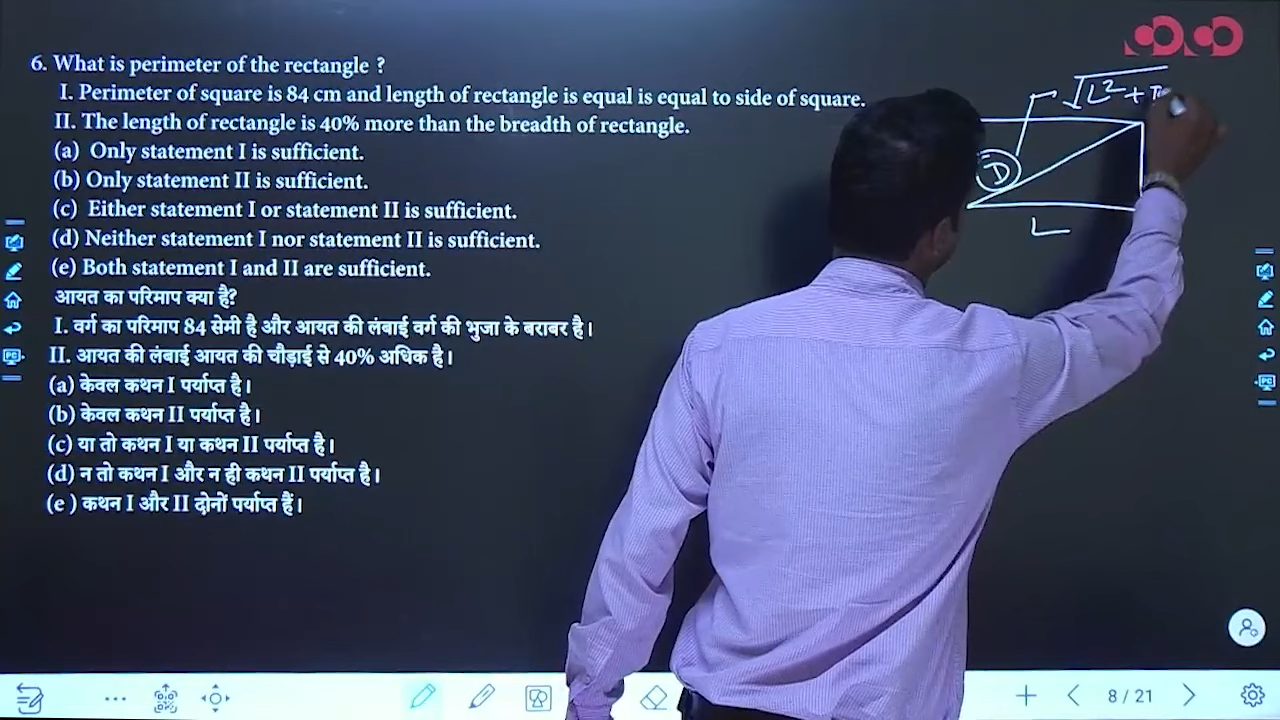 6. What is perimeter of the rectangle ?
I. Perimeter of square is 84 cm and length of rectangle is equal is equal to side of square.
II. The length of rectangle is 40% more than the breadth of rectangle.
(a) Only statement I is sufficient.
(b) Only statement II is sufficient.
(c) Either statement I or statement II is sufficient.
(d) Neither statement I nor statement II is sufficient.
(e) Both statement I and II are sufficient.
आयत का परिमाप क्या है?
I. वर्ग का परिमाप 84 सेमी है और आयत की लंबाई वर्ग की भुजा के बराबर है।
II. आयत की लंबाई आयत की चौड़ाई से 40% अधिक है।
(a) केवल कथन I पर्याप्त है।
(b) केवल कथन II पर्याप्त है।
(c) या तो कथन I या कथन II पर्याप्त है।
(d) न तो कथन I और न ही कथन II पर्याप्त है।
(e ) कथन I और II दोनों पर्याप्त हैं।
√L²+
D
L
PC
PC
8 / 21